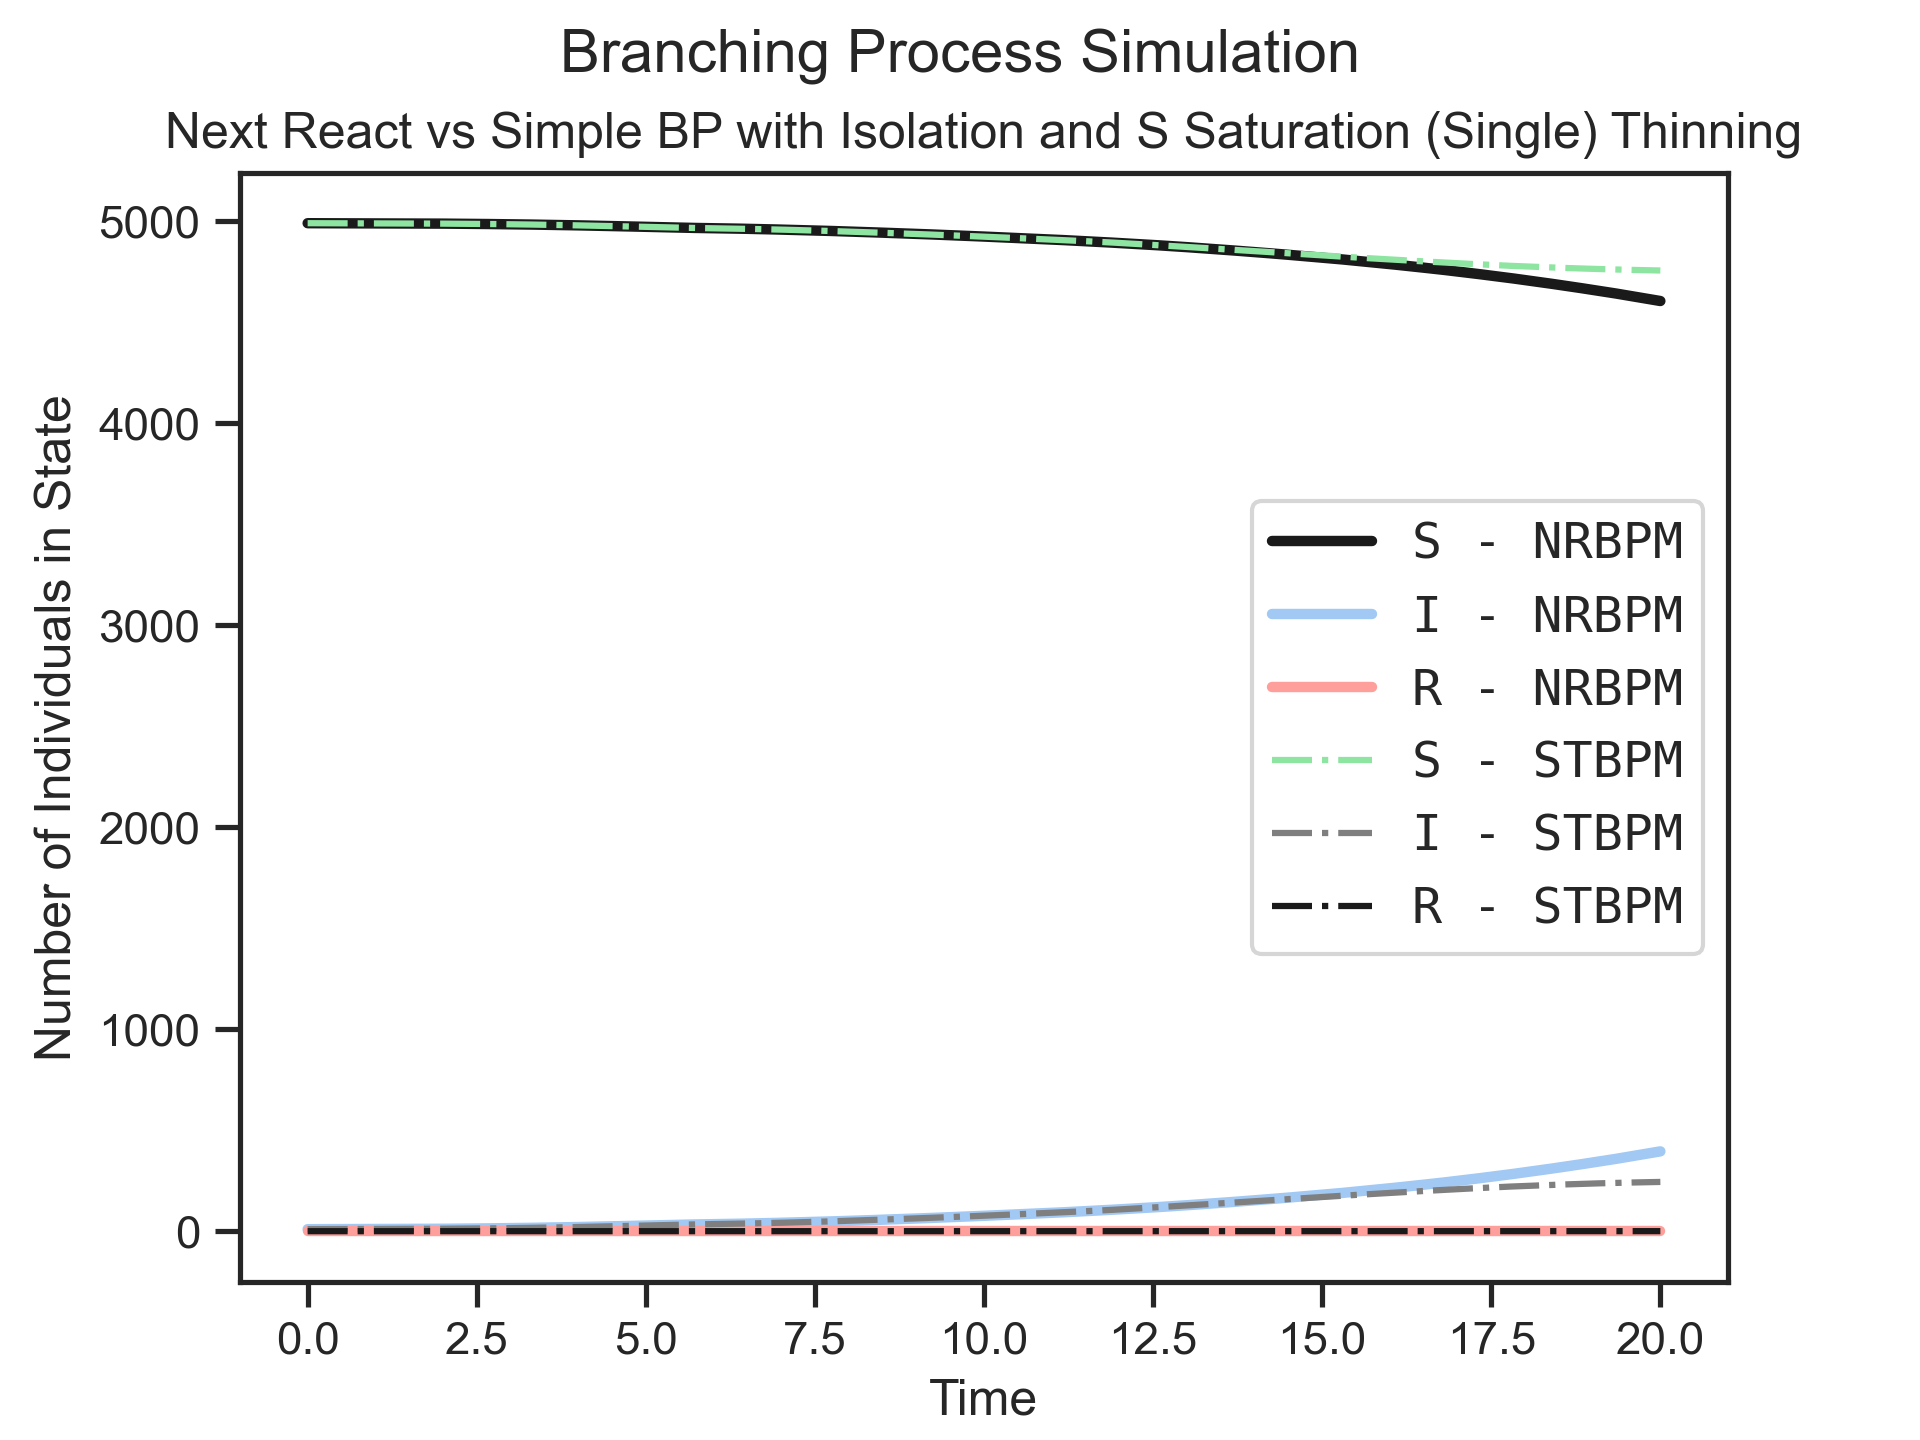 Branching Process Simulation
Next React vs Simple BP with Isolation and S Saturation (Single) Thinning
Number of Individuals in State
5000
4000
3000
2000
1000
0
S - NRBPM
I - NRBPM
R - NRBPM
S - STBPM
I - STBPM
R - STBPM
0.0 2.5 5.0 7.5 10.0 12.5 15.0 17.5 20.0
Time